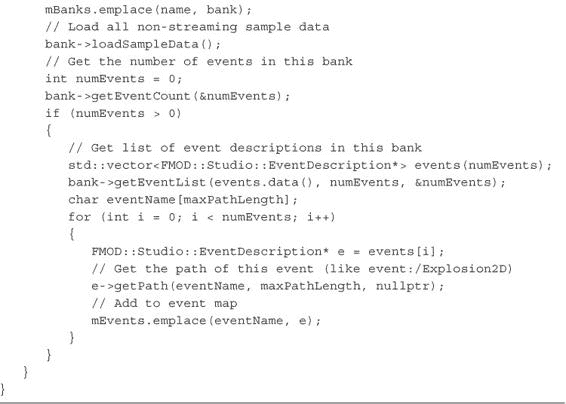 mBanks.emplace(name, bank);
// Load all non-streaming sample data
bank->loadSampleData();
// Get the number of events in this bank
int numEvents = 0;
bank->getEventCount(&numEvents);
if (numEvents > 0)
{
// Get list of event descriptions in this bank
std::vector<FMOD::Studio::EventDescription*> events(numEvents);
bank->getEventList(events.data(), numEvents, &numEvents);
char eventName[maxPathLength];
for (int i = 0; i < numEvents; i++)
{
FMOD::Studio::EventDescription* e = events[i];
// Get the path of this event (like event:/Explosion2D)
e->getPath(eventName, maxPathLength, nullptr);
// Add to event map
mEvents.emplace(eventName, e);
}
}
}
}